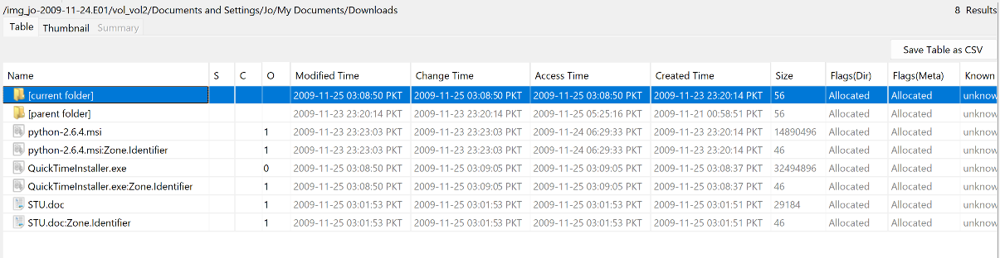 /img_jo-2009-11-24.E01/vol_vol2/Documents and Settings/Jo/My Documents/Downloads 8 Results
Table Thumbnail Summary
Save Table as CSV
Name S C O Modified Time Change Time Access Time Created Time Size Flags(Dir) Flags(Meta) Known
[current folder] 2009-11-25 03:08:50 PKT 2009-11-25 03:08:50 PKT 2009-11-25 03:08:50 PKT 2009-11-23 23:20:14 PKT 56 Allocated Allocated unknow
[parent folder] 2009-11-23 23:20:14 PKT 2009-11-23 23:20:14 PKT 2009-11-25 05:25:16 PKT 2009-11-21 00:58:51 PKT 56 Allocated Allocated unknow
python-2.6.4.msi 1 2009-11-23 23:23:03 PKT 2009-11-23 23:23:03 PKT 2009-11-24 06:29:33 PKT 2009-11-23 23:20:14 PKT 14890496 Allocated Allocated unknow
python-2.6.4.msi:Zone.Identifier 1 2009-11-23 23:23:03 PKT 2009-11-23 23:23:03 PKT 2009-11-24 06:29:33 PKT 2009-11-23 23:20:14 PKT 46 Allocated Allocated unknow
QuickTimeInstaller.exe 0 2009-11-25 03:08:50 PKT 2009-11-25 03:09:05 PKT 2009-11-25 03:09:05 PKT 2009-11-25 03:08:37 PKT 32494896 Allocated Allocated unknow
QuickTimeInstaller.exe:Zone.Identifier 1 2009-11-25 03:08:50 PKT 2009-11-25 03:09:05 PKT 2009-11-25 03:09:05 PKT 2009-11-25 03:08:37 PKT 46 Allocated Allocated unknow
STU.doc 1 2009-11-25 03:01:53 PKT 2009-11-25 03:01:53 PKT 2009-11-25 03:01:53 PKT 2009-11-25 03:01:51 PKT 29184 Allocated Allocated unknow
STU.doc:Zone.Identifier 1 2009-11-25 03:01:53 PKT 2009-11-25 03:01:53 PKT 2009-11-25 03:01:53 PKT 2009-11-25 03:01:51 PKT 46 Allocated Allocated unknow